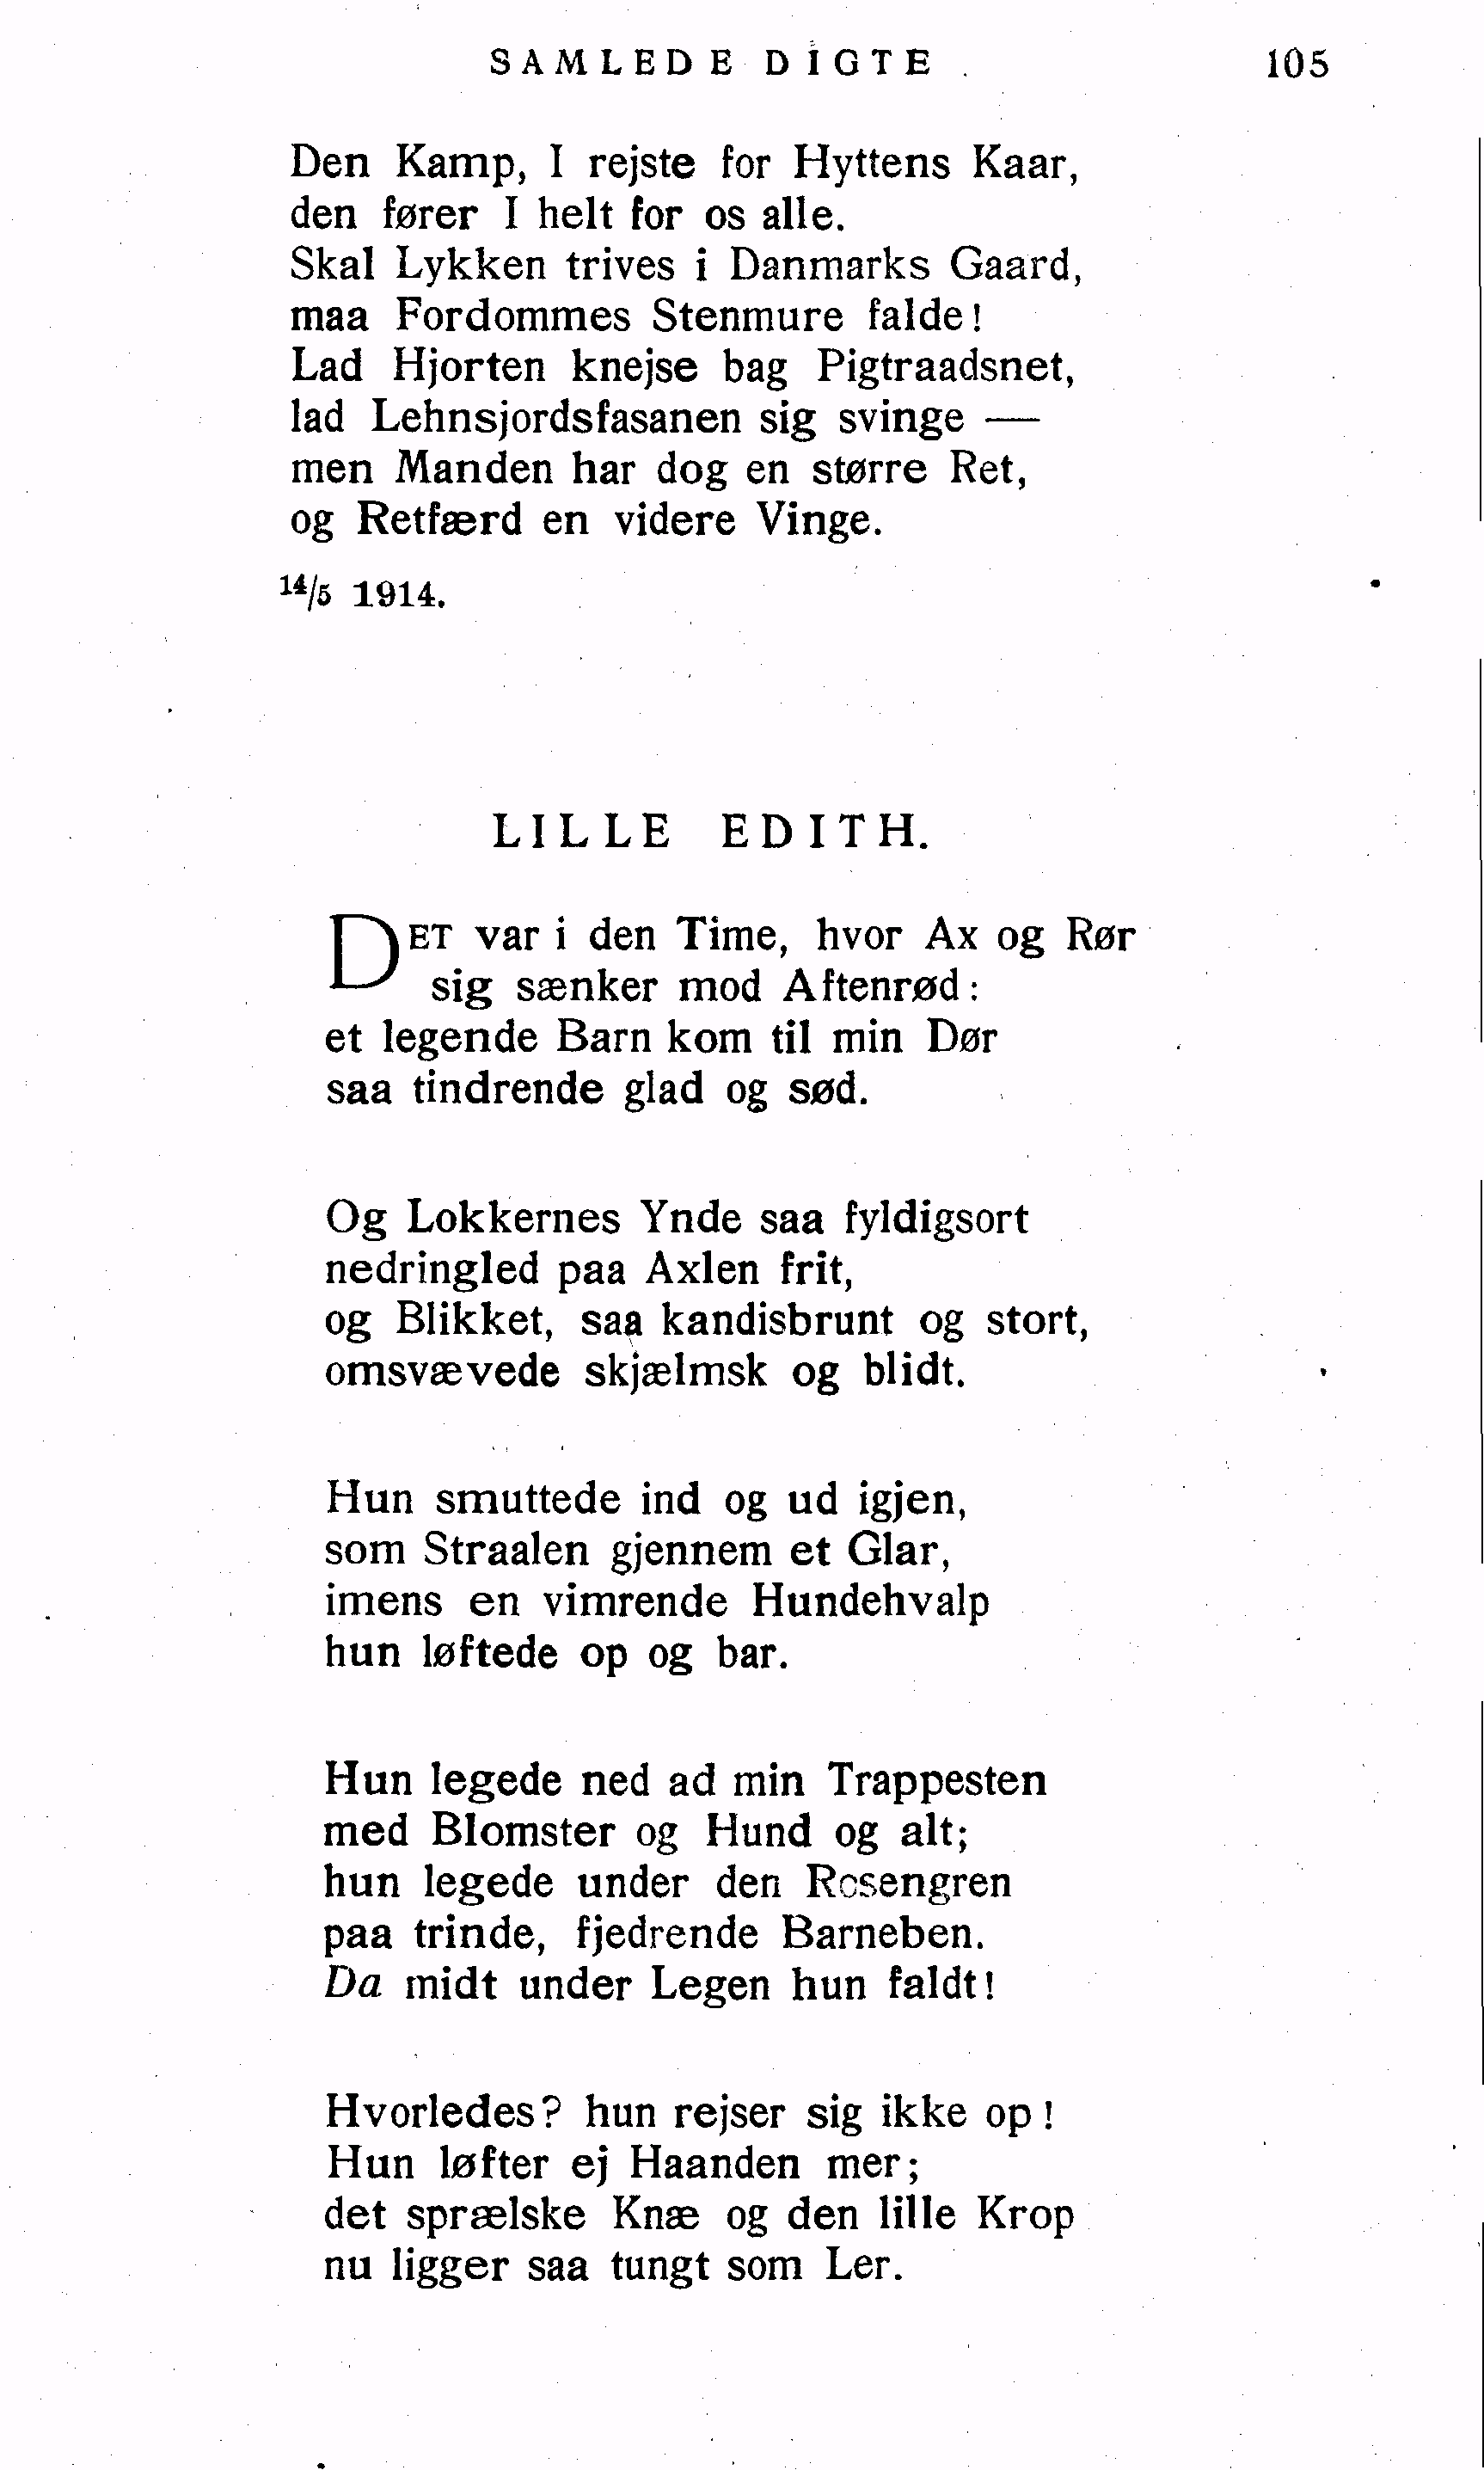 SAMLEDE DIGTE 105
Den Kamp, I rejste for Hyttens Kaar,
den fører I helt for os alle.
Skal Lykken trives i Danmarks Gaard,
maa Fordommes Stenmure falde!
Lad Hjorten knejse bag Pigtraadsnet,
lad Lehnsjordsfasanen sig svinge —
men Manden har dog en større Ret,
og Retfærd en videre Vinge.
14/5 1914.
LILLE EDITH.
DET var i den Time, hvor Ax og Rør
sig sænker mod Aftenrød:
et legende Barn kom til min Dør
saa tindrende glad og sød.
Og Lokkernes Ynde saa fyldigsort
nedringled paa Axlen frit,
og Blikket, saa kandisbrunt og stort,
omsvævede skjælmsk og blidt.
Hun smuttede ind og ud igjen,
som Straalen gjennem et Glar,
imens en vimrende Hundehvalp
hun løftede op og bar.
Hun legede ned ad min Trappesten
med Blomster og Hund og alt;
hun legede under den Rosengren
paa trinde, fjedrende Barneben.
Da midt under Legen hun faldt!
Hvorledes? hun rejser sig ikke op!
Hun løfter ej Haanden mer;
det sprælske Knæ og den lille Krop
nu ligger saa tungt som Ler.